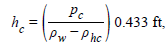 h_c = (p_c / (ρ_w − ρ_hc)) 0.433 ft,